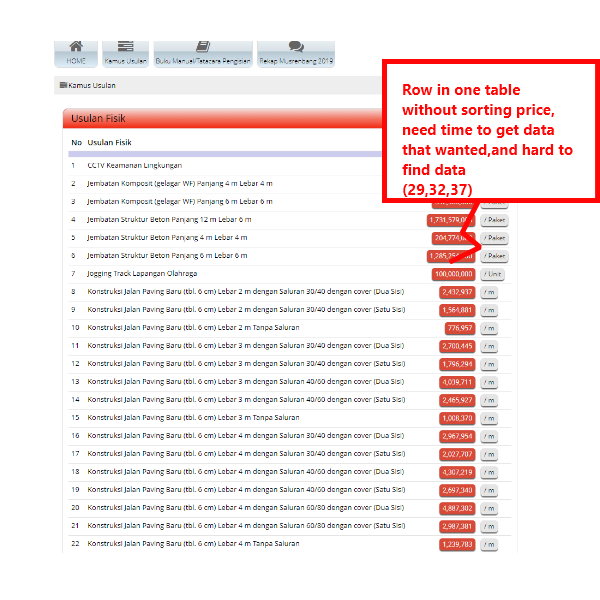 HOME
Kamus Usulan
Buku Manual/Tatacara Pengisian
Rekap Musrenbang 2019
Kamus Usulan
Row in one table
without sorting price,
need time to get data
that wanted,and hard to
find data
(29,32,37)
Usulan Fisik
No Usulan Fisik
1 CCTV Keamanan Lingkungan
2 Jembatan Komposit (gelagar WF) Panjang 4 m Lebar 4 m
3 Jembatan Komposit (gelagar WF) Panjang 6 m Lebar 6 m
4 Jembatan Struktur Beton Panjang 12 m Lebar 6 m / Paket
5 Jembatan Struktur Beton Panjang 4 m Lebar 4 m / Paket
6 Jembatan Struktur Beton Panjang 6 m Lebar 6 m / Paket
7 Jogging Track Lapangan Olahraga 100,000,000 / Unit
8 Konstruksi Jalan Paving Baru (tbl. 6 cm) Lebar 2 m dengan Saluran 30/40 dengan cover (Dua Sisi) 2,432,937 / m
9 Konstruksi Jalan Paving Baru (tbl. 6 cm) Lebar 2 m dengan Saluran 30/40 dengan cover (Satu Sisi) 1,564,881 / m
10 Konstruksi Jalan Paving Baru (tbl. 6 cm) Lebar 2 m Tanpa Saluran 776,957 / m
11 Konstruksi Jalan Paving Baru (tbl. 6 cm) Lebar 3 m dengan Saluran 30/40 dengan cover (Dua Sisi) 2,700,445 / m
12 Konstruksi Jalan Paving Baru (tbl. 6 cm) Lebar 3 m dengan Saluran 30/40 dengan cover (Satu Sisi) 1,796,294 / m
13 Konstruksi Jalan Paving Baru (tbl. 6 cm) Lebar 3 m dengan Saluran 40/60 dengan cover (Dua Sisi) 4,039,711 / m
14 Konstruksi Jalan Paving Baru (tbl. 6 cm) Lebar 3 m dengan Saluran 40/60 dengan cover (Satu Sisi) 2,465,927 / m
15 Konstruksi Jalan Paving Baru (tbl. 6 cm) Lebar 3 m Tanpa Saluran 1,008,370 / m
16 Konstruksi Jalan Paving Baru (tbl. 6 cm) Lebar 4 m dengan Saluran 30/40 dengan cover (Dua Sisi) 2,967,954 / m
17 Konstruksi Jalan Paving Baru (tbl. 6 cm) Lebar 4 m dengan Saluran 30/40 dengan cover (Satu Sisi) 2,027,707 / m
18 Konstruksi Jalan Paving Baru (tbl. 6 cm) Lebar 4 m dengan Saluran 40/60 dengan cover (Dua Sisi) 4,307,219 / m
19 Konstruksi Jalan Paving Baru (tbl. 6 cm) Lebar 4 m dengan Saluran 40/60 dengan cover (Satu Sisi) 2,697,340 / m
20 Konstruksi Jalan Paving Baru (tbl. 6 cm) Lebar 4 m dengan Saluran 60/80 dengan cover (Dua Sisi) 4,887,302 / m
21 Konstruksi Jalan Paving Baru (tbl. 6 cm) Lebar 4 m dengan Saluran 60/80 dengan cover (Satu Sisi) 2,987,381 / m
22 Konstruksi Jalan Paving Baru (tbl. 6 cm) Lebar 4 m Tanpa Saluran 1,239,783 / m